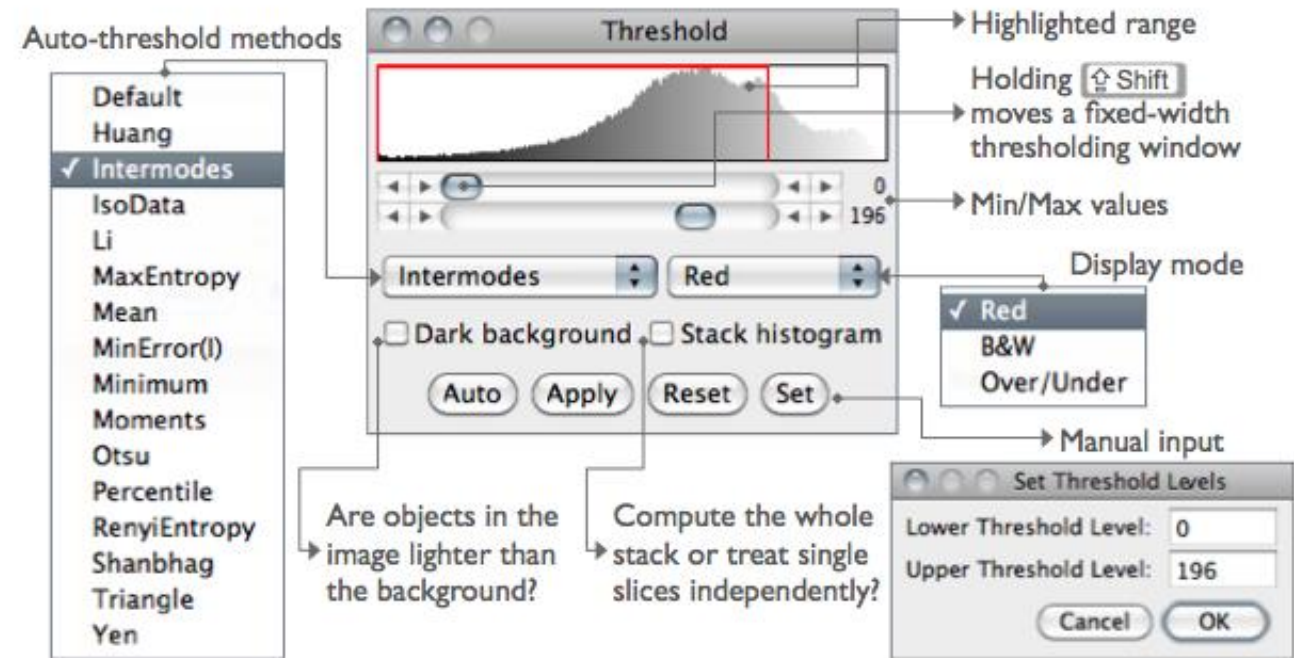 Auto-threshold methods
Default
Huang
✓ Intermodes
IsoData
Li
MaxEntropy
Mean
MinError(I)
Minimum
Moments
Otsu
Percentile
RenyiEntropy
Shanbhag
Triangle
Yen
Threshold
0
196
Intermodes
Red
Dark background
Stack histogram
Auto
Apply
Reset
Set
Highlighted range
Holding ⇧ Shift
moves a fixed-width
thresholding window
Min/Max values
Display mode
✓ Red
B&W
Over/Under
Manual input
Are objects in the
image lighter than
the background?
Compute the whole
stack or treat single
slices independently?
Set Threshold Levels
Lower Threshold Level: 0
Upper Threshold Level: 196
Cancel
OK